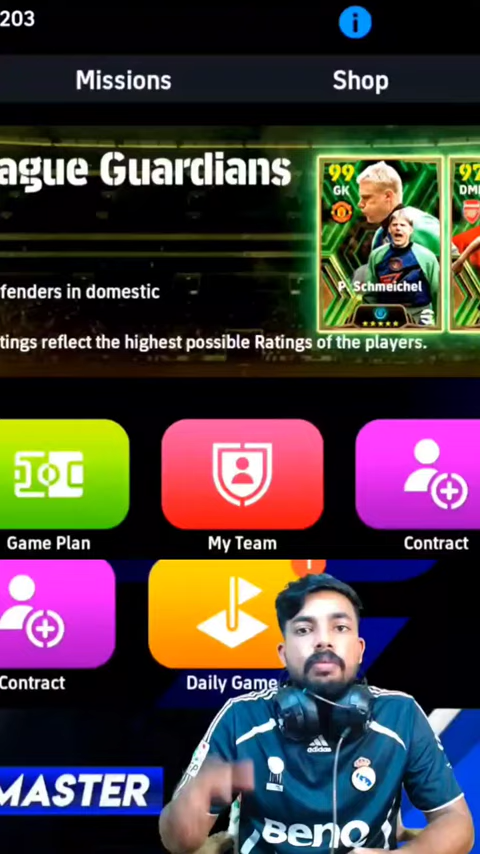 203
Missions
Shop
ague Guardians
99
GK
P. Schmeichel
97
DMF
fenders in domestic
tings reflect the highest possible Ratings of the players.
Game Plan
My Team
Contract
Contract
Daily Game
MASTER
adidas
BenQ